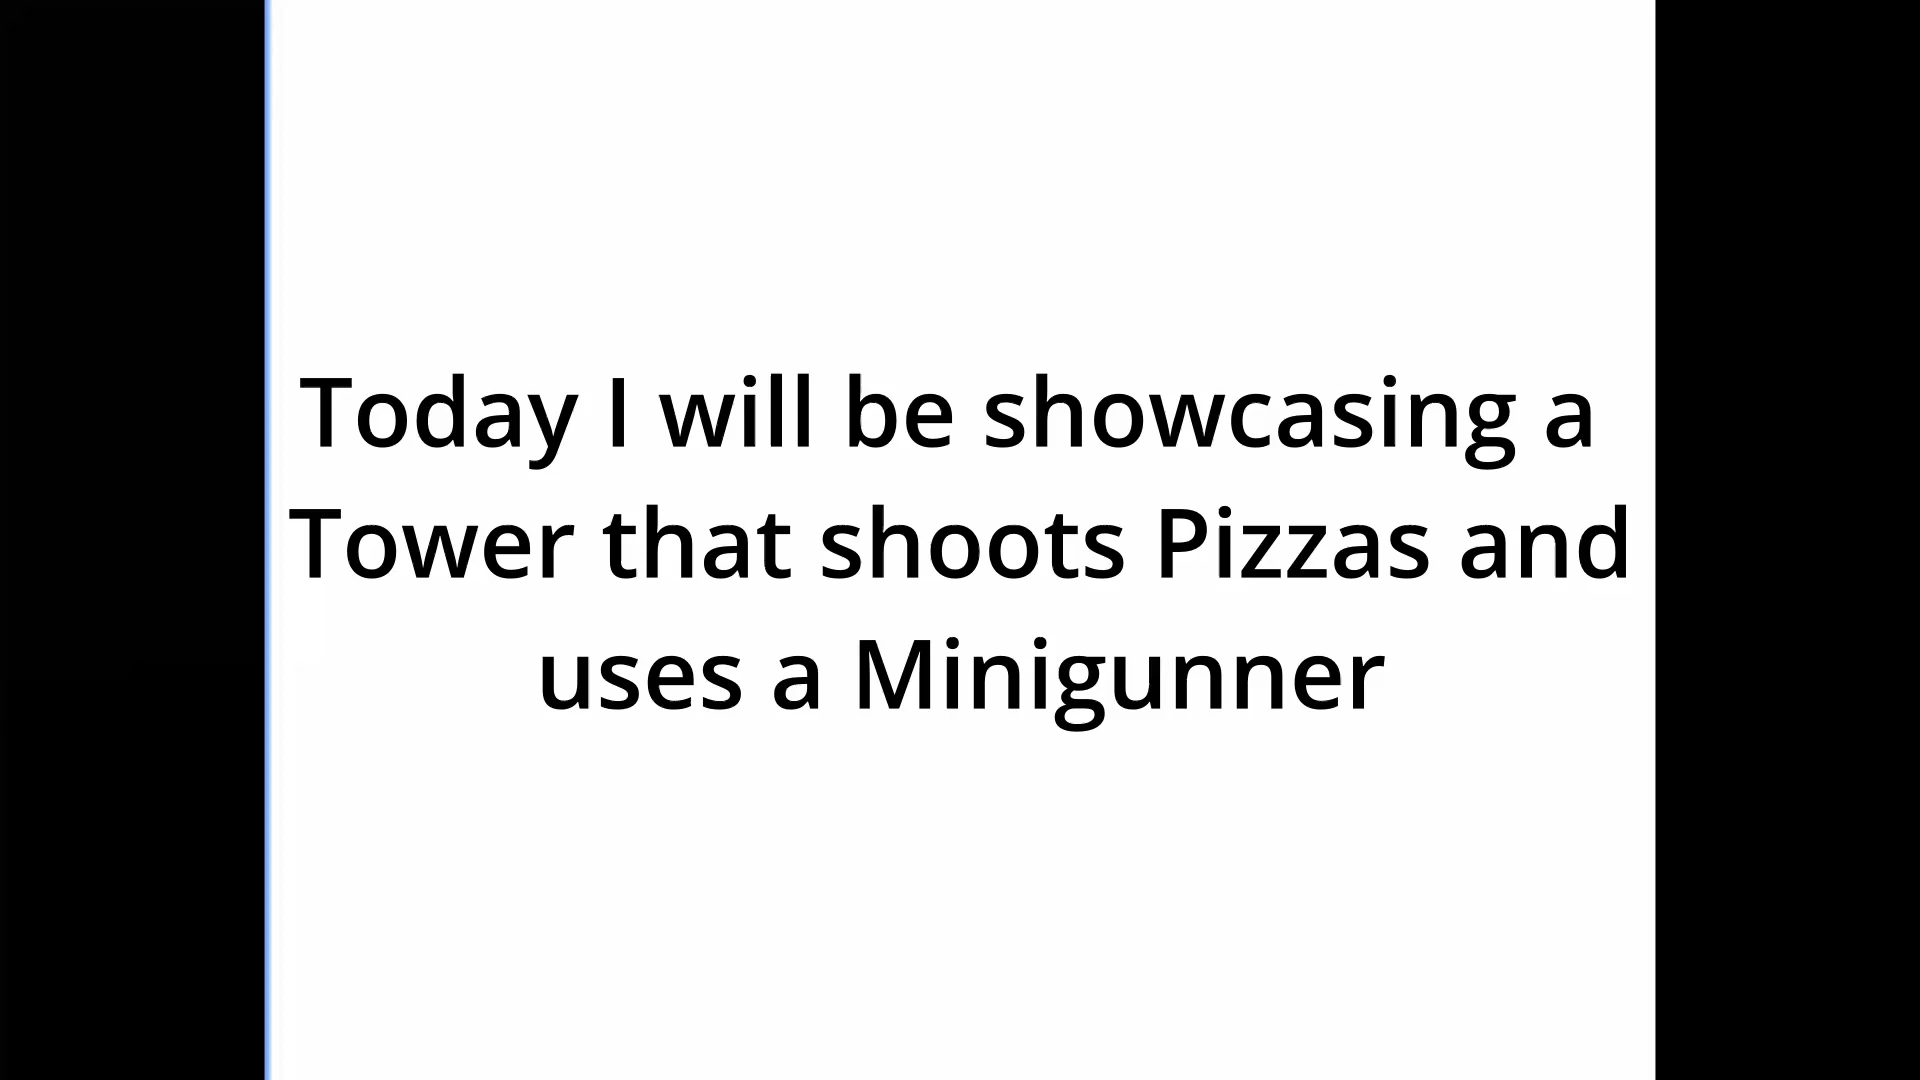 Today I will be showcasing a
Tower that shoots Pizzas and
uses a Minigunner